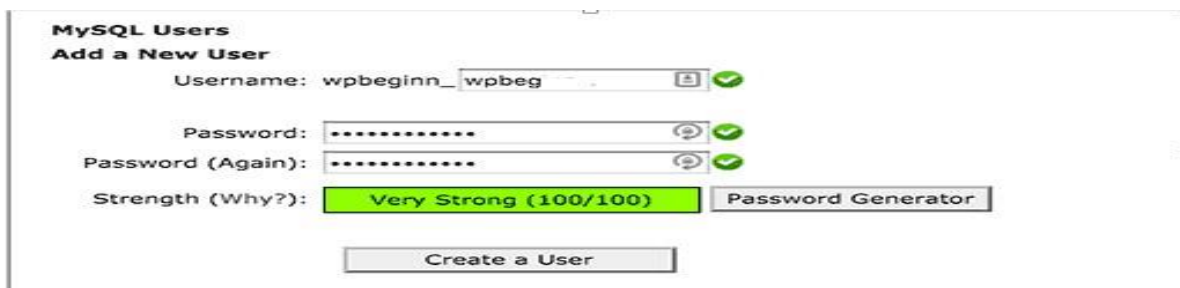 MySQL Users
Add a New User
Username: wpbeginn_ wpbeg
Password: ••••••••••••
Password (Again): ••••••••••••
Strength (Why?): Very Strong (100/100) Password Generator
Create a User